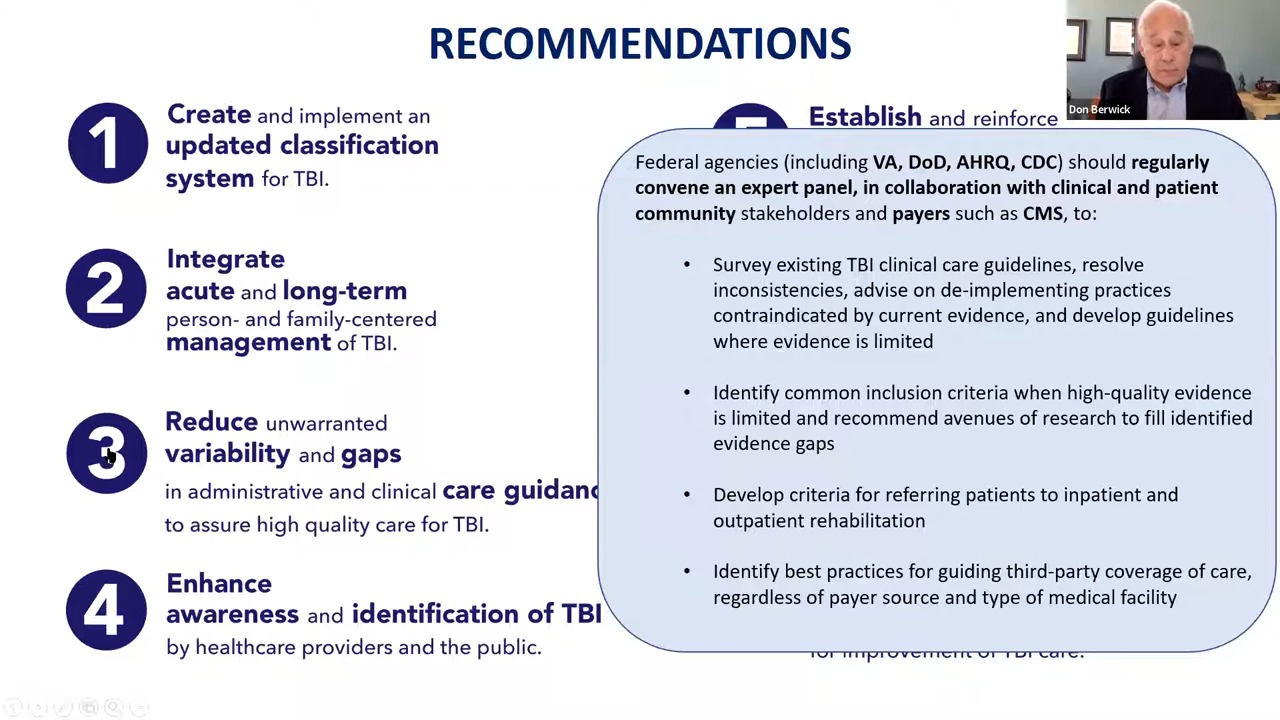 RECOMMENDATIONS
Don Berwick
1
Create and implement an
updated classification
system for TBI.
2
Integrate
acute and long-term
person- and family-centered
management of TBI.
3
Reduce unwarranted
variability and gaps
in administrative and clinical care guidanc
to assure high quality care for TBI.
4
Enhance
awareness and identification of TBI
by healthcare providers and the public.
Establish and reinforce
Federal agencies (including VA, DoD, AHRQ, CDC) should regularly
convene an expert panel, in collaboration with clinical and patient
community stakeholders and payers such as CMS, to:
• Survey existing TBI clinical care guidelines, resolve
inconsistencies, advise on de-implementing practices
contraindicated by current evidence, and develop guidelines
where evidence is limited
• Identify common inclusion criteria when high-quality evidence
is limited and recommend avenues of research to fill identified
evidence gaps
• Develop criteria for referring patients to inpatient and
outpatient rehabilitation
• Identify best practices for guiding third-party coverage of care,
regardless of payer source and type of medical facility
for improvement of TBI care.